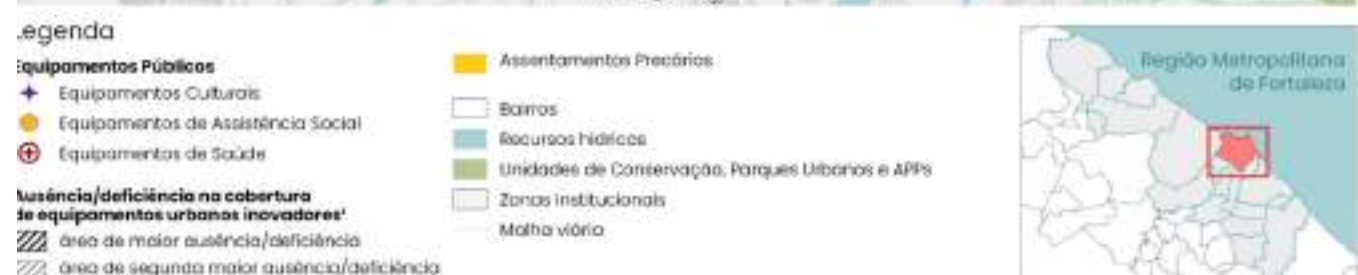 Legenda
Equipamentos Públicos
Equipamentos Culturais
Equipamentos de Assistência Social
Equipamentos de Saúde
Ausência/deficiência na cobertura
de equipamentos urbanos inovadores¹
área de maior ausência/deficiência
área de segunda maior ausência/deficiência
Assentamentos Precários
Bairros
Recursos hídricos
Unidades de Conservação, Parques Urbanos e APPs
Zonas Institucionais
Malha viária
Região Metropolitana
de Fortaleza